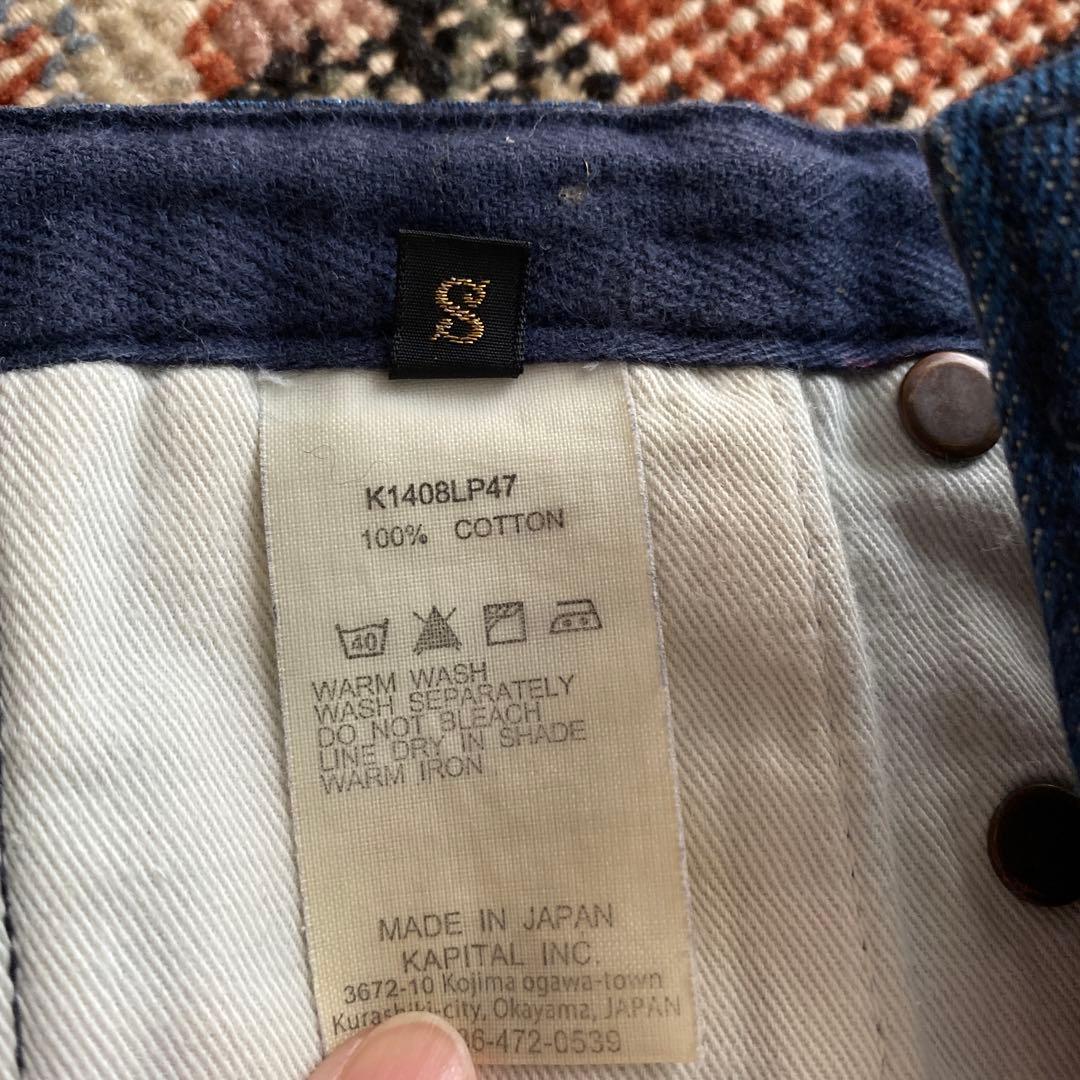 S
K1408LP47
100% COTTON
40
WARM WASH
WASH SEPARATELY
DO NOT BLEACH
LINE DRY IN SHADE
WARM IRON
MADE IN JAPAN
KAPITAL INC.
3672-10 Kojima ogawa-town
Okayama, JAPAN
-472-0539